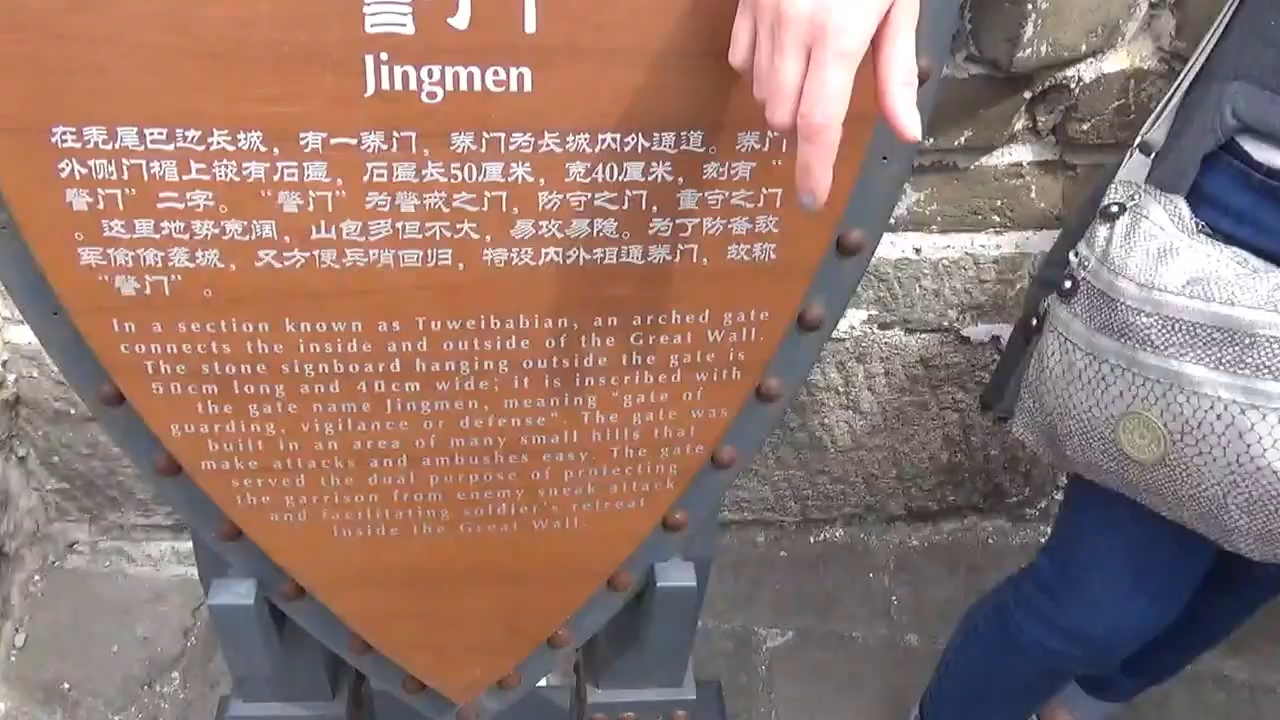 警门
Jingmen
在秃尾巴边长城，有一券门，券门为长城内外通道。券门
外侧门楣上嵌有石匾，石匾长50厘米，宽40厘米，刻有“
警门”二字。“警门”为警戒之门，防守之门，重守之门
。这里地势宽阔，山包多但不大，易攻易隐。为了防备敌
军偷偷袭城，又方便兵哨回归，特设内外相通券门，故称
“警门”。
In a section known as Tuweibabian, an arched gate
connects the inside and outside of the Great Wall.
The stone signboard hanging outside the gate is
50cm long and 40cm wide; it is inscribed with
the gate name Jingmen, meaning "gate of
guarding, vigilance or defense". The gate was
built in an area of many small hills that
make attacks and ambushes easy. The gate
served the dual purpose of protecting
the garrison from enemy sneak attack
and facilitating soldier's retreat
inside the Great Wall.